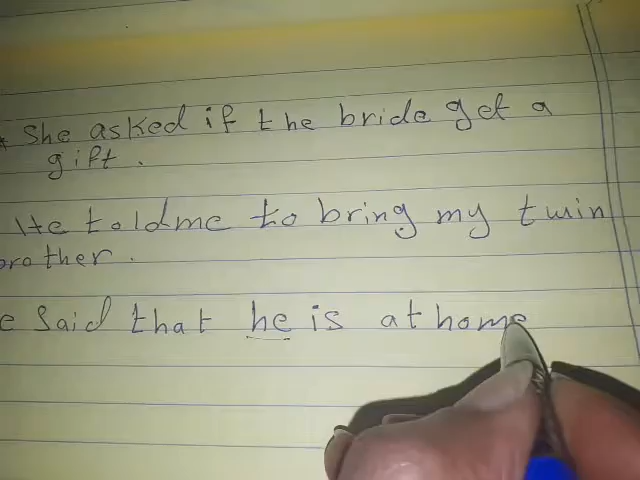 * She asked if the bride get a
gift .
He told me to bring my twin
brother .
e said that he is at home